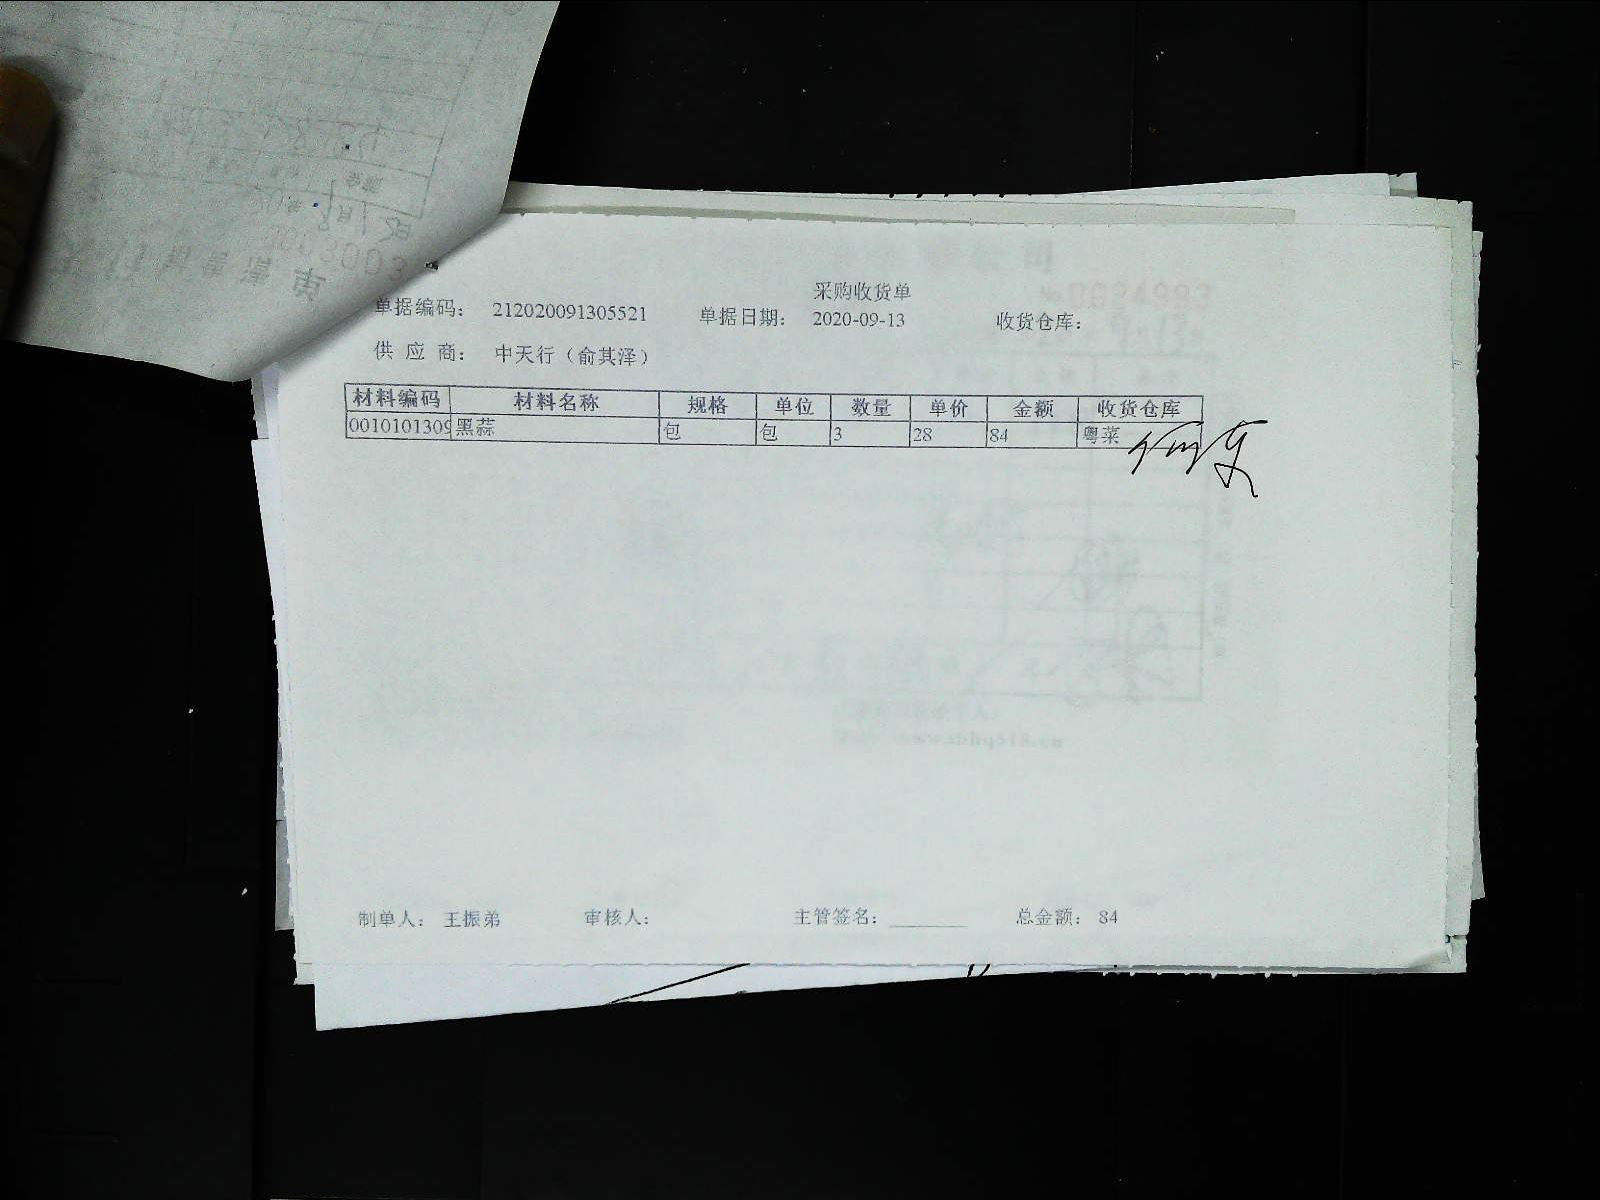 采购收货单
单据编码: 212020091305521 单据日期: 2020-09-13 收货仓库:
供应商: 中天行（俞其泽）
材料编码 材料名称 规格 单位 数量 单价 金额 收货仓库
0010101309 黑蒜 包 包 3 28 84 粤菜
制单人: 王振弟 审核人: 主管签名: 总金额: 84